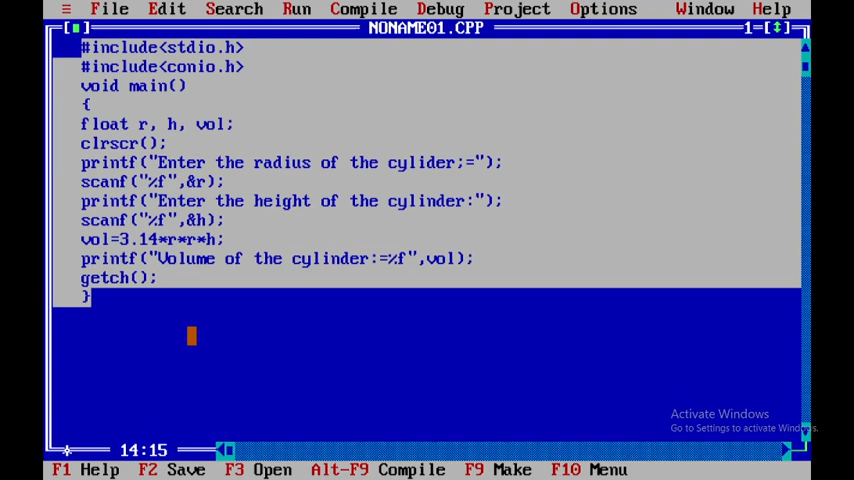 ≡ File Edit Search Run Compile Debug Project Options Window Help
[■] NONAME01.CPP 1=[↕]
#include<stdio.h>
#include<conio.h>
void main()
{
float r, h, vol;
clrscr();
printf("Enter the radius of the cylider;=");
scanf("%f",&r);
printf("Enter the height of the cylinder:");
scanf("%f",&h);
vol=3.14*r*r*h;
printf("Volume of the cylinder:=%f",vol);
getch();
}
Activate Windows
Go to Settings to activate Windows.
14:15
F1 Help F2 Save F3 Open Alt-F9 Compile F9 Make F10 Menu